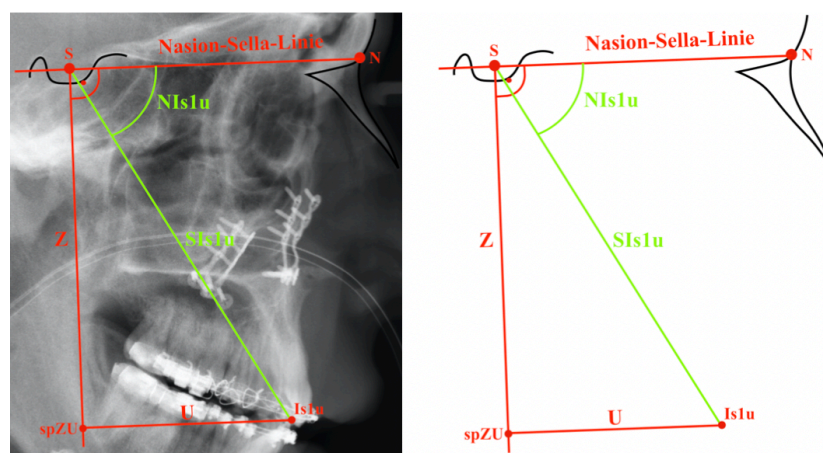 S
Nasion-Sella-Linie
N
NIs1u
Z
SIs1u
Is1u
U
spZU
S
Nasion-Sella-Linie
N
NIs1u
Z
SIs1u
Is1u
U
spZU